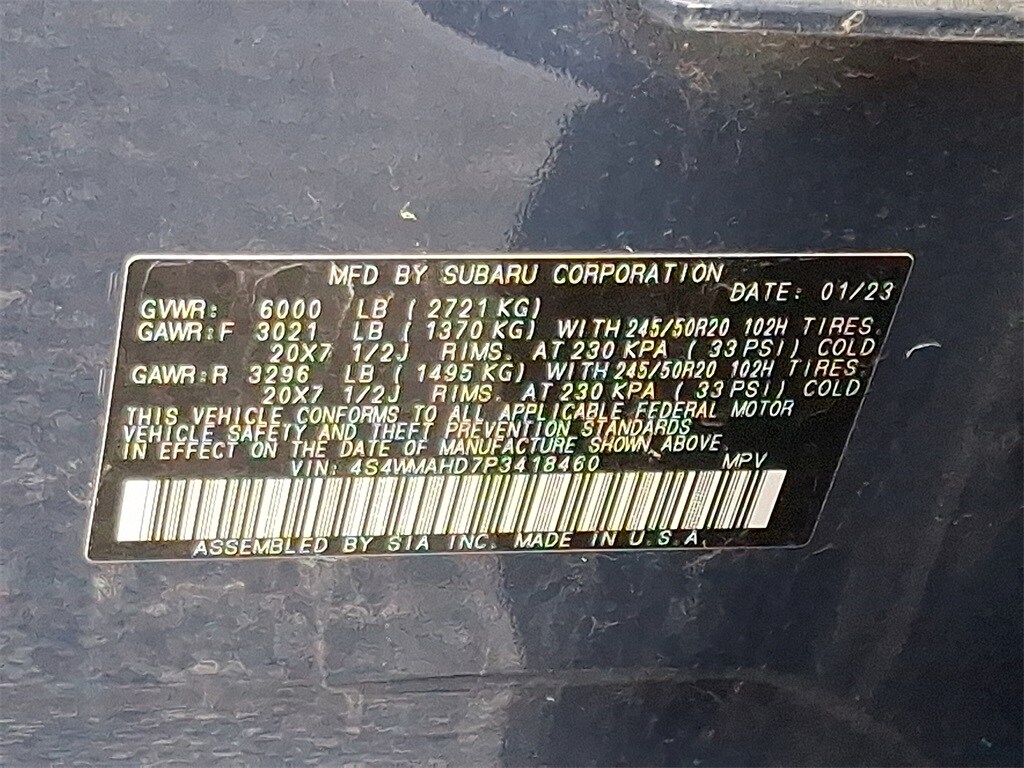 MFD BY SUBARU CORPORATION
DATE: 01/23
GVWR: 6000 LB ( 2721 KG)
GAWR:F 3021 LB ( 1370 KG) WITH 245/50R20 102H TIRES.
20X7 1/2J RIMS. AT 230 KPA ( 33 PSI) COLD
GAWR:R 3296 LB ( 1495 KG) WITH 245/50R20 102H TIRES.
20X7 1/2J RIMS. AT 230 KPA ( 33 PSI) COLD
THIS VEHICLE CONFORMS TO ALL APPLICABLE FEDERAL MOTOR
VEHICLE SAFETY AND THEFT PREVENTION STANDARDS
IN EFFECT ON THE DATE OF MANUFACTURE SHOWN ABOVE.
VIN: 4S4WMAHD7P3418460 MPV
ASSEMBLED BY SIA INC. MADE IN U.S.A.